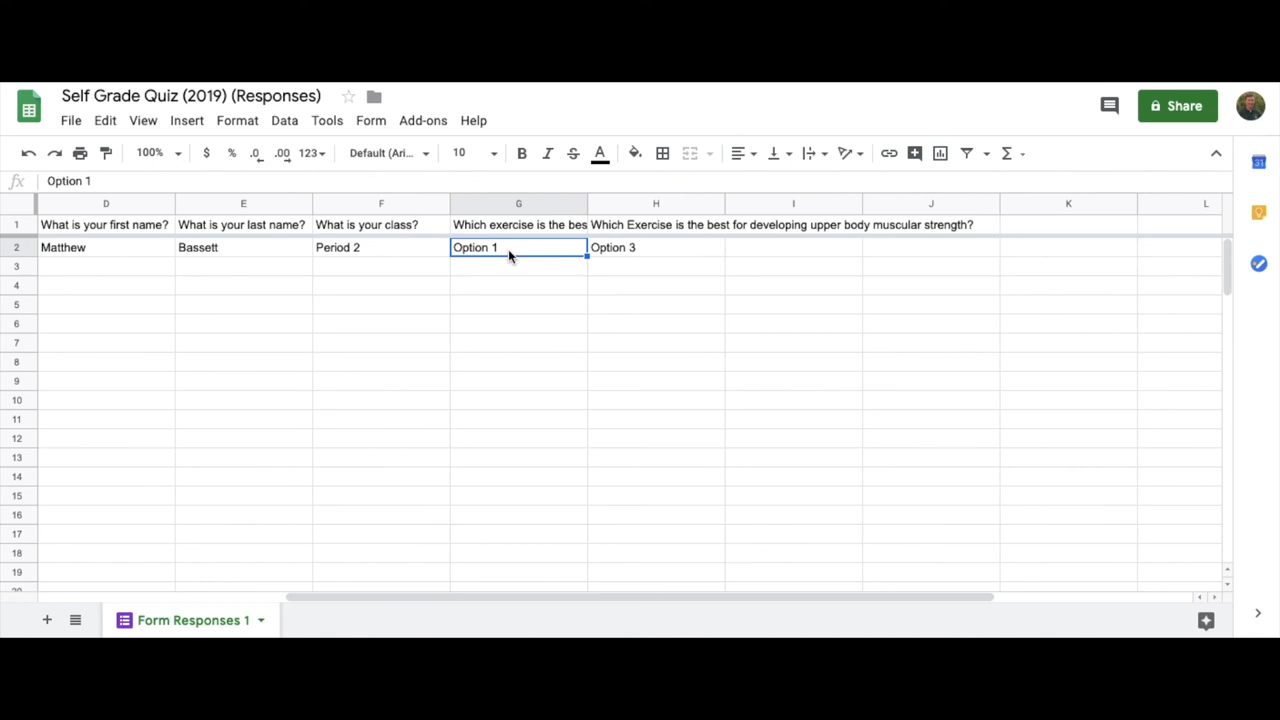 Self Grade Quiz (2019) (Responses)
File Edit View Insert Format Data Tools Form Add-ons Help
Share
100% $ % .0 .00 123 Default (Ari... 10 B I S A Σ
fx Option 1
D E F G H I J K L
1 What is your first name? What is your last name? What is your class? Which exercise is the bes Which Exercise is the best for developing upper body muscular strength?
2 Matthew Bassett Period 2 Option 1 Option 3
3
4
5
6
7
8
9
10
11
12
13
14
15
16
17
18
19
20
+ Form Responses 1
31